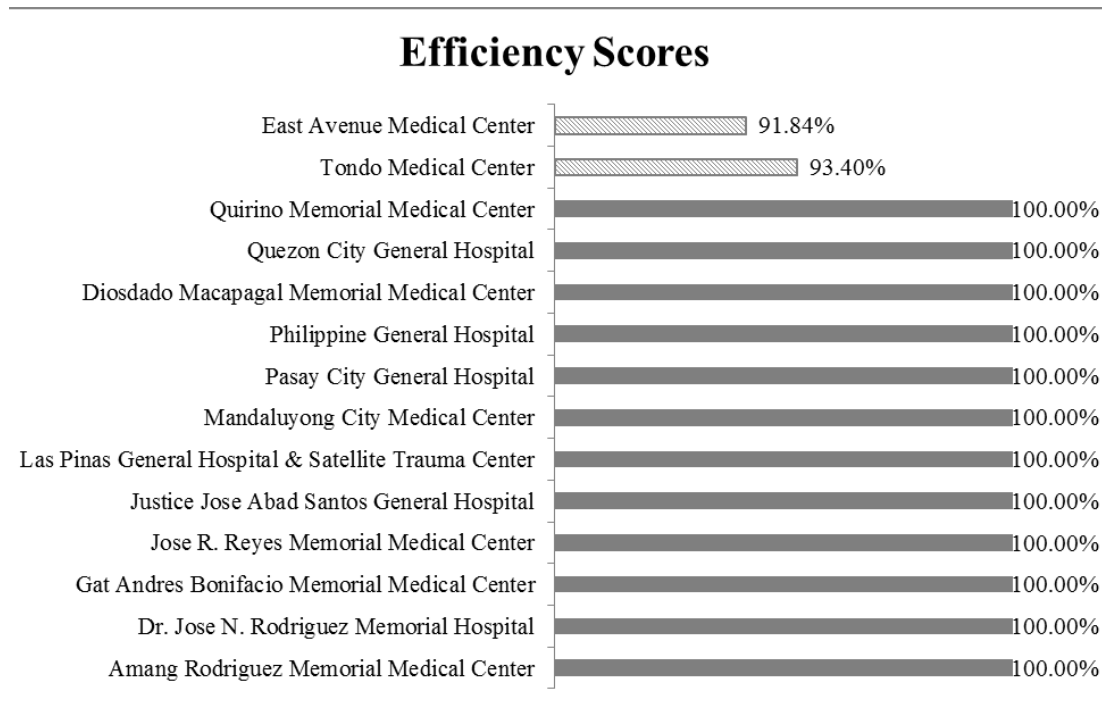 Efficiency Scores
East Avenue Medical Center 91.84%
Tondo Medical Center 93.40%
Quirino Memorial Medical Center 100.00%
Quezon City General Hospital 100.00%
Diosdado Macapagal Memorial Medical Center 100.00%
Philippine General Hospital 100.00%
Pasay City General Hospital 100.00%
Mandaluyong City Medical Center 100.00%
Las Pinas General Hospital & Satellite Trauma Center 100.00%
Justice Jose Abad Santos General Hospital 100.00%
Jose R. Reyes Memorial Medical Center 100.00%
Gat Andres Bonifacio Memorial Medical Center 100.00%
Dr. Jose N. Rodriguez Memorial Hospital 100.00%
Amang Rodriguez Memorial Medical Center 100.00%